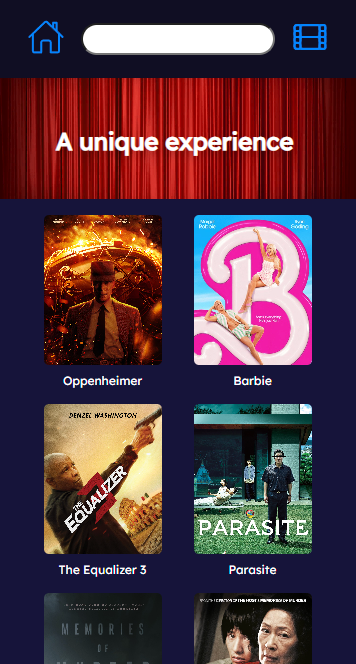 A unique experience
Margot Robbie
Ryan Gosling
B
Oppenheimer
Barbie
DENZEL WASHINGTON
THE
EQUALIZER
3
PARASITE
The Equalizer 3
Parasite
MEMORIES
OF
MURDER